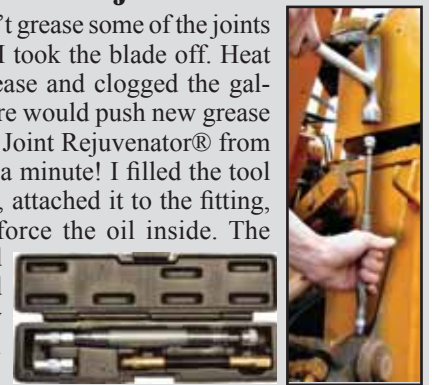 't grease some of the joints
I took the blade off. Heat
ease and clogged the gal-
re would push new grease
Joint Rejuvenator® from
a minute! I filled the tool
, attached it to the fitting,
force the oil inside. The